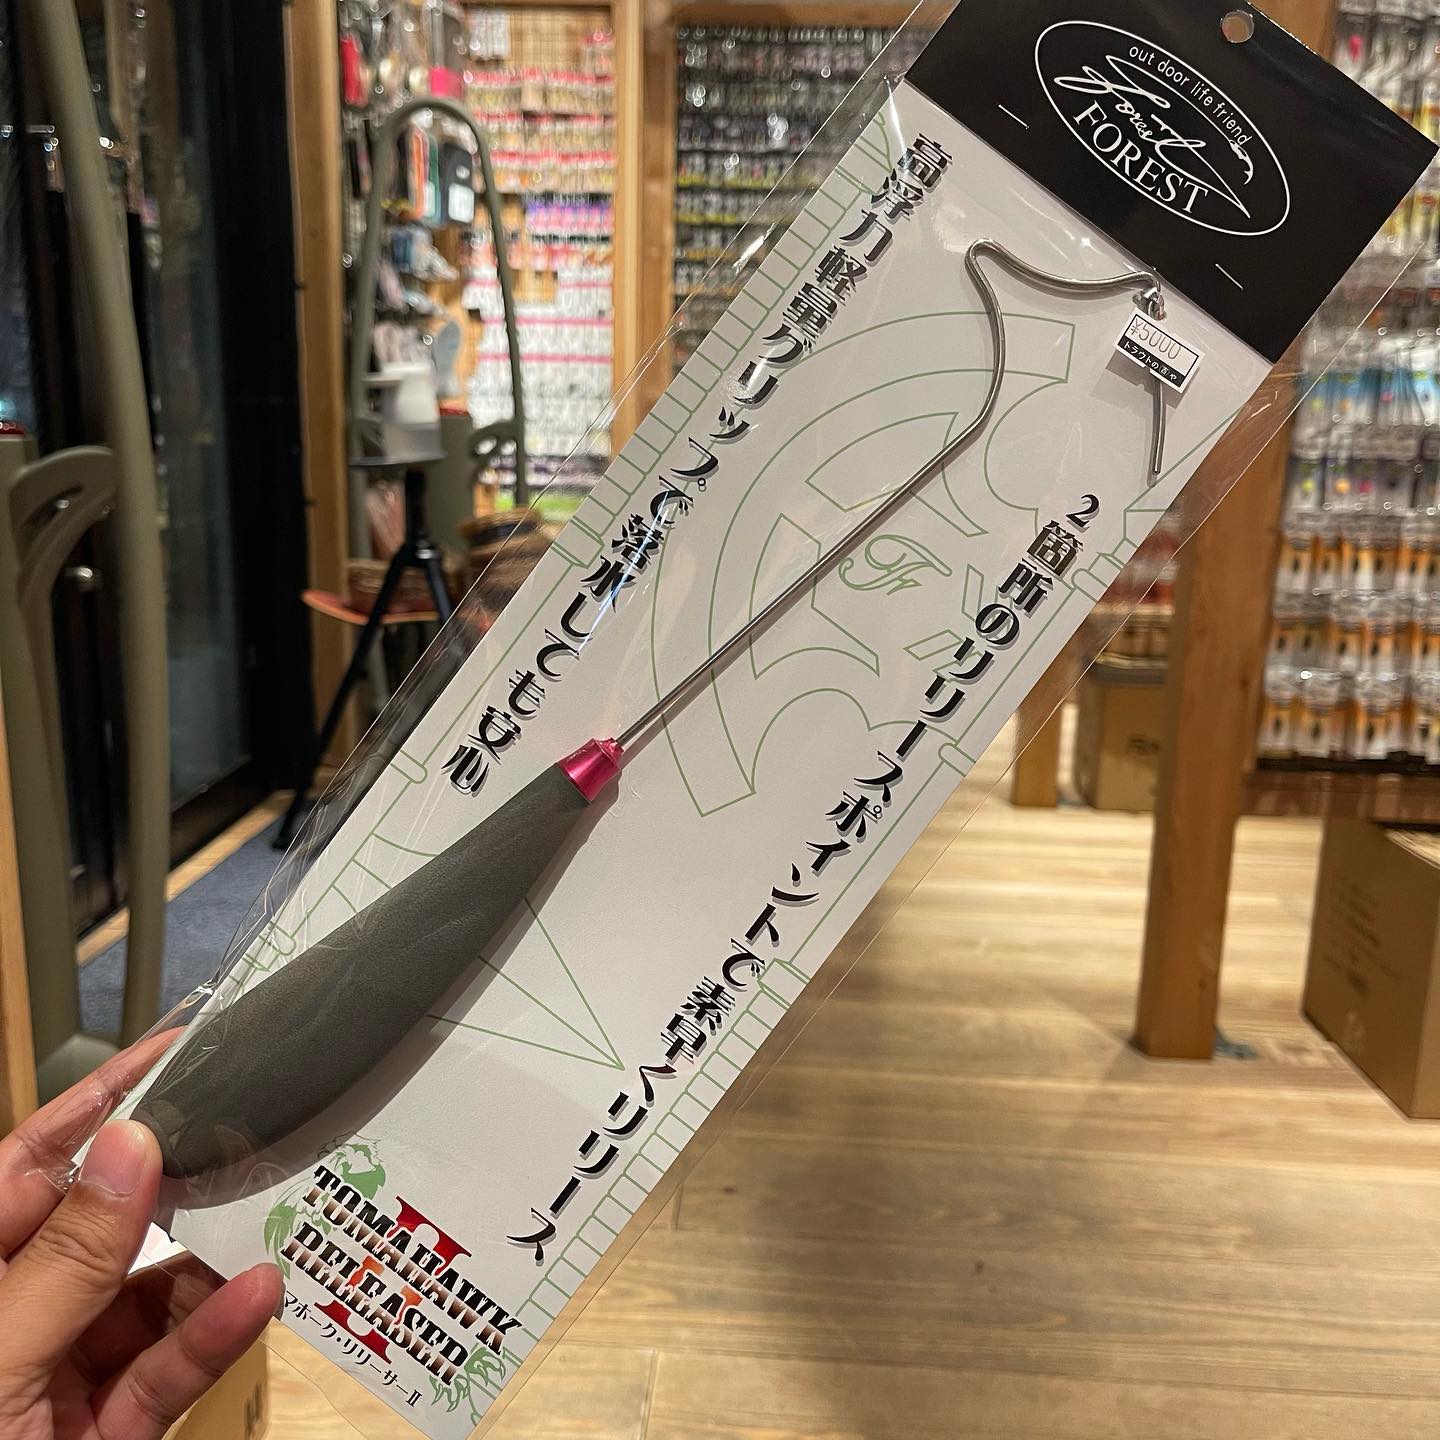 out door life friend
Forest
FOREST
高浮力軽量グリップで落水しても安心
¥5000
トラウトの吉や
2箇所のリリースポイントで素早くリリース
TOMAHAWK
II
RELEASER
マホーク・リリーサーII